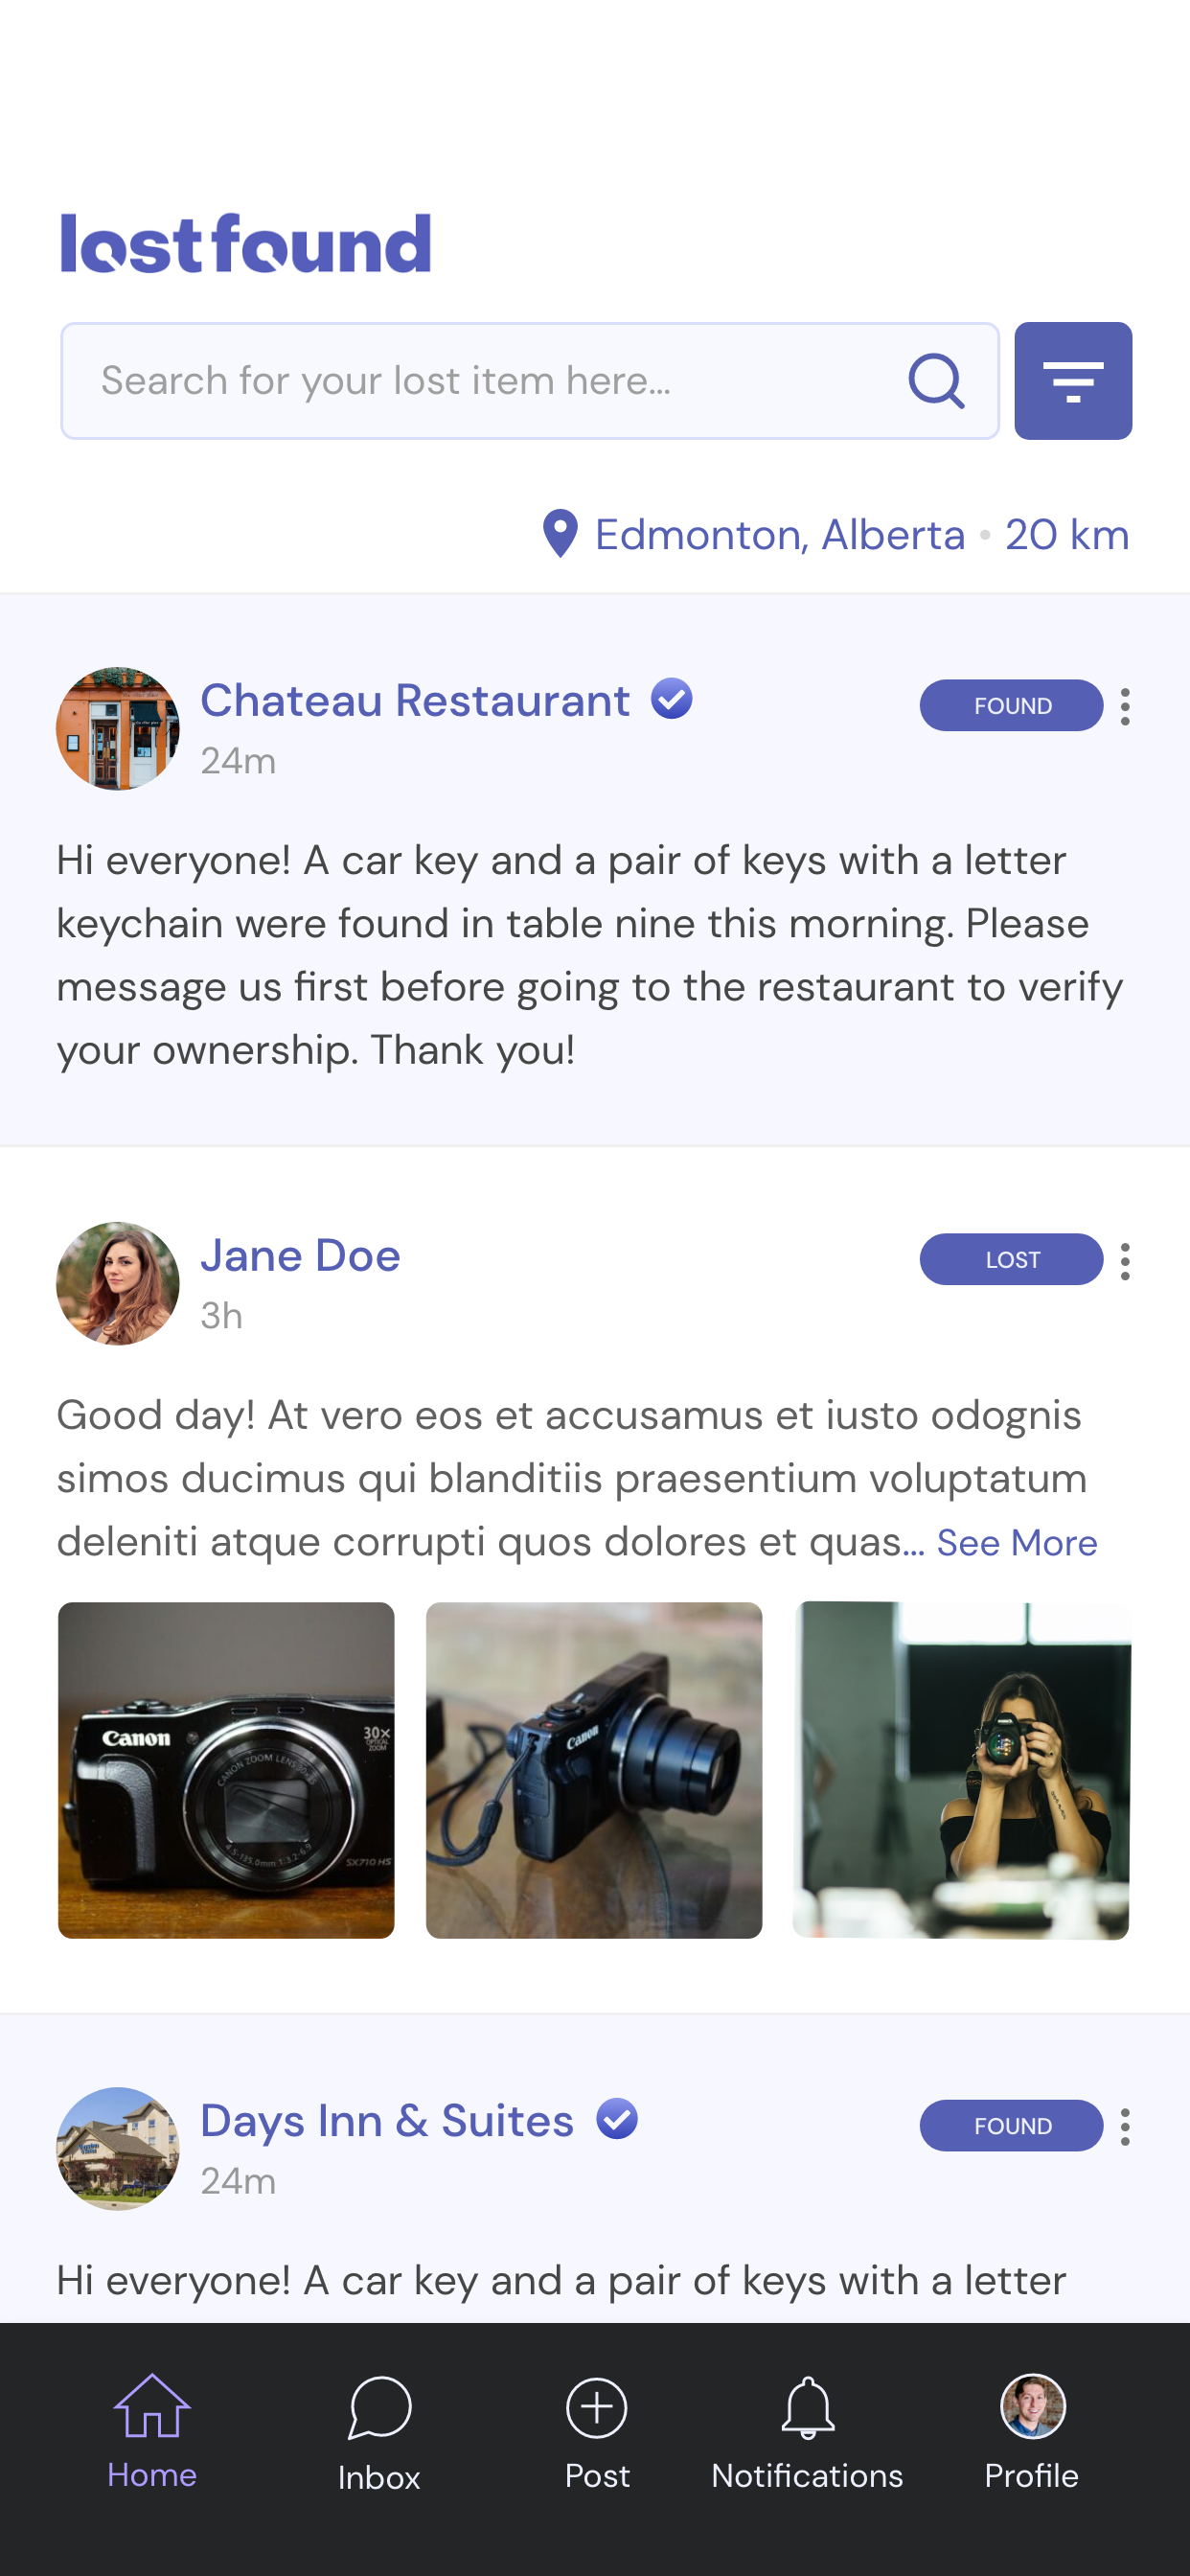 lostfound
Search for your lost item here...
Edmonton, Alberta • 20 km
Chateau Restaurant
FOUND
24m
Hi everyone! A car key and a pair of keys with a letter
keychain were found in table nine this morning. Please
message us first before going to the restaurant to verify
your ownership. Thank you!
Jane Doe
LOST
3h
Good day! At vero eos et accusamus et iusto odognis
simos ducimus qui blanditiis praesentium voluptatum
deleniti atque corrupti quos dolores et quas... See More
Canon
30x
OPTICAL
ZOOM
CANON ZOOM LENS
SX710 HS
Canon
Days Inn & Suites
FOUND
24m
Hi everyone! A car key and a pair of keys with a letter
Home
Inbox
Post
Notifications
Profile